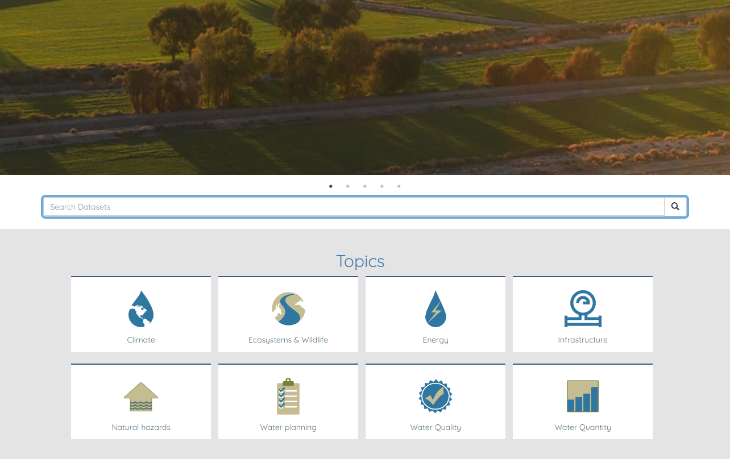 Search Datasets
Topics
Climate
Ecosystems & Wildlife
Energy
Infrastructure
Natural hazards
Water planning
Water Quality
Water Quantity